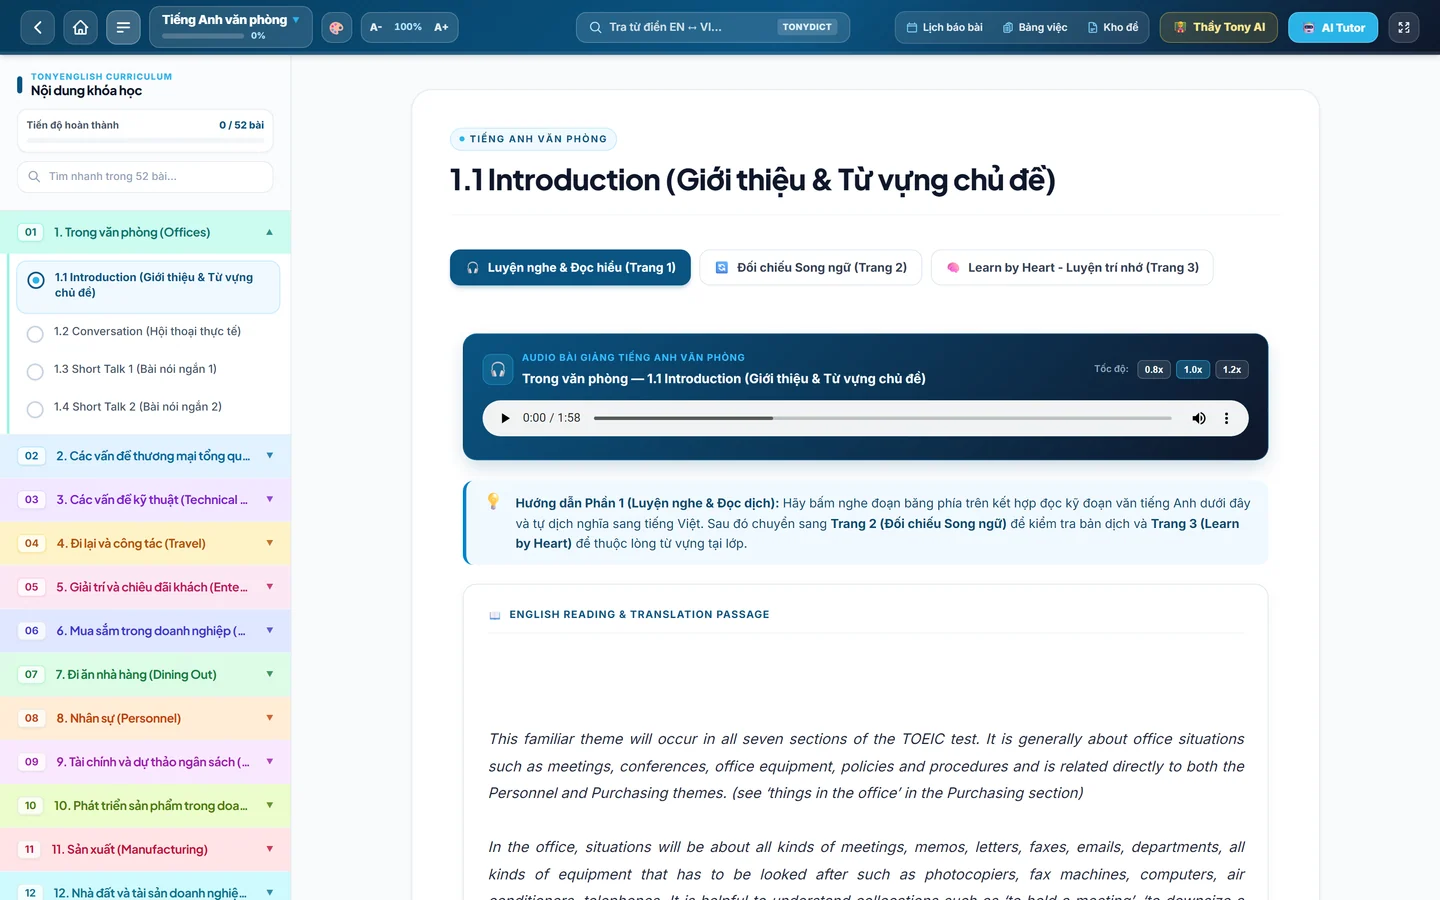 Tiếng Anh văn phòng ▼
0%
A- 100% A+
Tra từ điển EN ↔ VI... TONYDICT
Lịch báo bài
Bảng việc
Kho đề
Thầy Tony AI
AI Tutor
TONYENGLISH CURRICULUM
Nội dung khóa học
Tiến độ hoàn thành 0 / 52 bài
Tìm nhanh trong 52 bài...
01 1. Trong văn phòng (Offices) ▲
1.1 Introduction (Giới thiệu & Từ vựng
chủ đề)
1.2 Conversation (Hội thoại thực tế)
1.3 Short Talk 1 (Bài nói ngắn 1)
1.4 Short Talk 2 (Bài nói ngắn 2)
02 2. Các vấn đề thương mại tổng qu... ▼
03 3. Các vấn đề kỹ thuật (Technical ... ▼
04 4. Đi lại và công tác (Travel) ▼
05 5. Giải trí và chiêu đãi khách (Ente... ▼
06 6. Mua sắm trong doanh nghiệp (... ▼
07 7. Đi ăn nhà hàng (Dining Out) ▼
08 8. Nhân sự (Personnel) ▼
09 9. Tài chính và dự thảo ngân sách (... ▼
10 10. Phát triển sản phẩm trong doa... ▼
11 11. Sản xuất (Manufacturing) ▼
12 12. Nhà đất và tài sản doanh nghiệ... ▼
TIẾNG ANH VĂN PHÒNG
1.1 Introduction (Giới thiệu & Từ vựng chủ đề)
Luyện nghe & Đọc hiểu (Trang 1)
Đối chiếu Song ngữ (Trang 2)
Learn by Heart - Luyện trí nhớ (Trang 3)
AUDIO BÀI GIẢNG TIẾNG ANH VĂN PHÒNG
Trong văn phòng — 1.1 Introduction (Giới thiệu & Từ vựng chủ đề)
Tốc độ: 0.8x 1.0x 1.2x
0:00 / 1:58
Hướng dẫn Phần 1 (Luyện nghe & Đọc dịch): Hãy bấm nghe đoạn băng phía trên kết hợp đọc kỹ đoạn văn tiếng Anh dưới đây
và tự dịch nghĩa sang tiếng Việt. Sau đó chuyển sang Trang 2 (Đối chiếu Song ngữ) để kiểm tra bản dịch và Trang 3 (Learn
by Heart) để thuộc lòng từ vựng tại lớp.
ENGLISH READING & TRANSLATION PASSAGE
This familiar theme will occur in all seven sections of the TOEIC test. It is generally about office situations
such as meetings, conferences, office equipment, policies and procedures and is related directly to both the
Personnel and Purchasing themes. (see 'things in the office' in the Purchasing section)
In the office, situations will be about all kinds of meetings, memos, letters, faxes, emails, departments, all
kinds of equipment that has to be looked after such as photocopiers, fax machines, computers, air
conditioners, telephones. It is helpful to understand collocations such as 'to hold a meeting', 'to downsize a